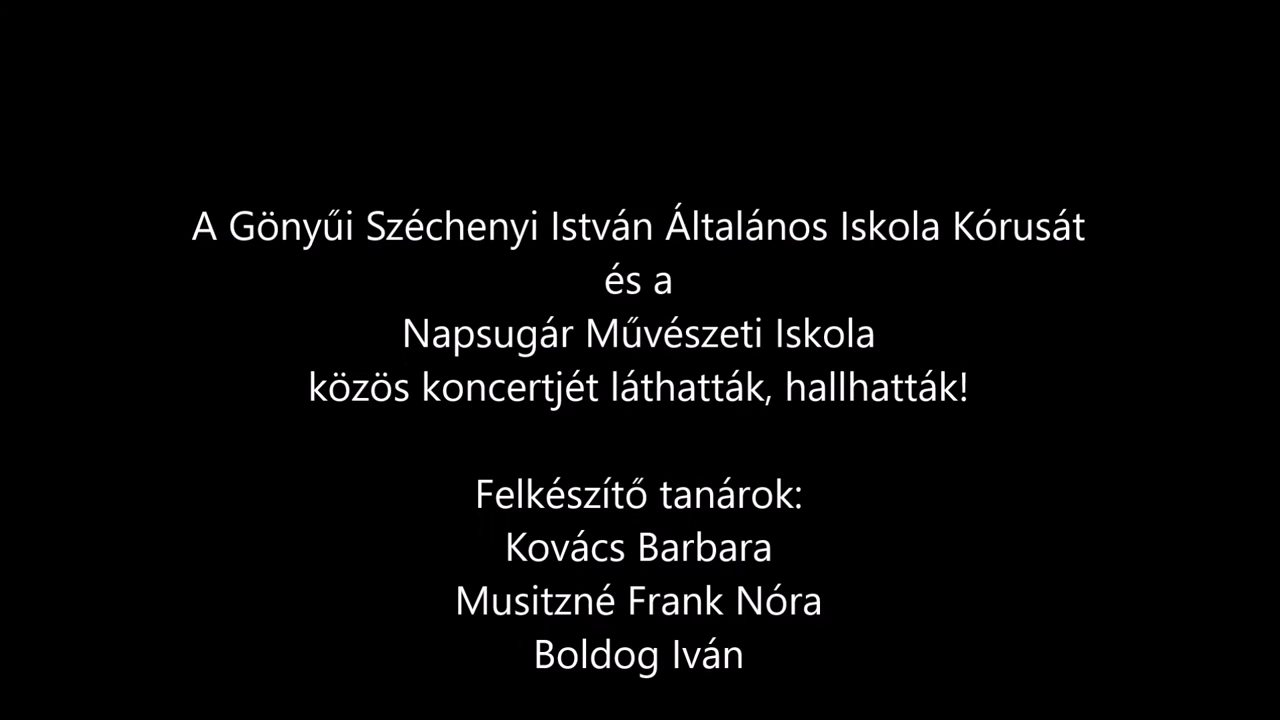 A Gönyűi Széchenyi István Általános Iskola Kórusát
és a
Napsugár Művészeti Iskola
közös koncertjét láthatták, hallhatták!
Felkészítő tanárok:
Kovács Barbara
Musitzné Frank Nóra
Boldog Iván